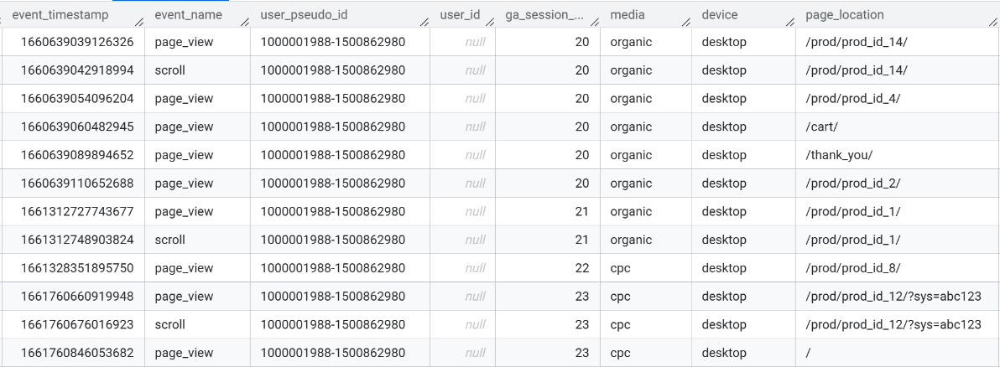 event_timestamp event_name user_pseudo_id user_id ga_session_... media device page_location
1660639039126326 page_view 1000001988-1500862980 null 20 organic desktop /prod/prod_id_14/
1660639042918994 scroll 1000001988-1500862980 null 20 organic desktop /prod/prod_id_14/
1660639054096204 page_view 1000001988-1500862980 null 20 organic desktop /prod/prod_id_4/
1660639060482945 page_view 1000001988-1500862980 null 20 organic desktop /cart/
1660639089894652 page_view 1000001988-1500862980 null 20 organic desktop /thank_you/
1660639110652688 page_view 1000001988-1500862980 null 20 organic desktop /prod/prod_id_2/
1661312727743677 page_view 1000001988-1500862980 null 21 organic desktop /prod/prod_id_1/
1661312748903824 scroll 1000001988-1500862980 null 21 organic desktop /prod/prod_id_1/
1661328351895750 page_view 1000001988-1500862980 null 22 cpc desktop /prod/prod_id_8/
1661760660919948 page_view 1000001988-1500862980 null 23 cpc desktop /prod/prod_id_12/?sys=abc123
1661760676016923 scroll 1000001988-1500862980 null 23 cpc desktop /prod/prod_id_12/?sys=abc123
1661760846053682 page_view 1000001988-1500862980 null 23 cpc desktop /